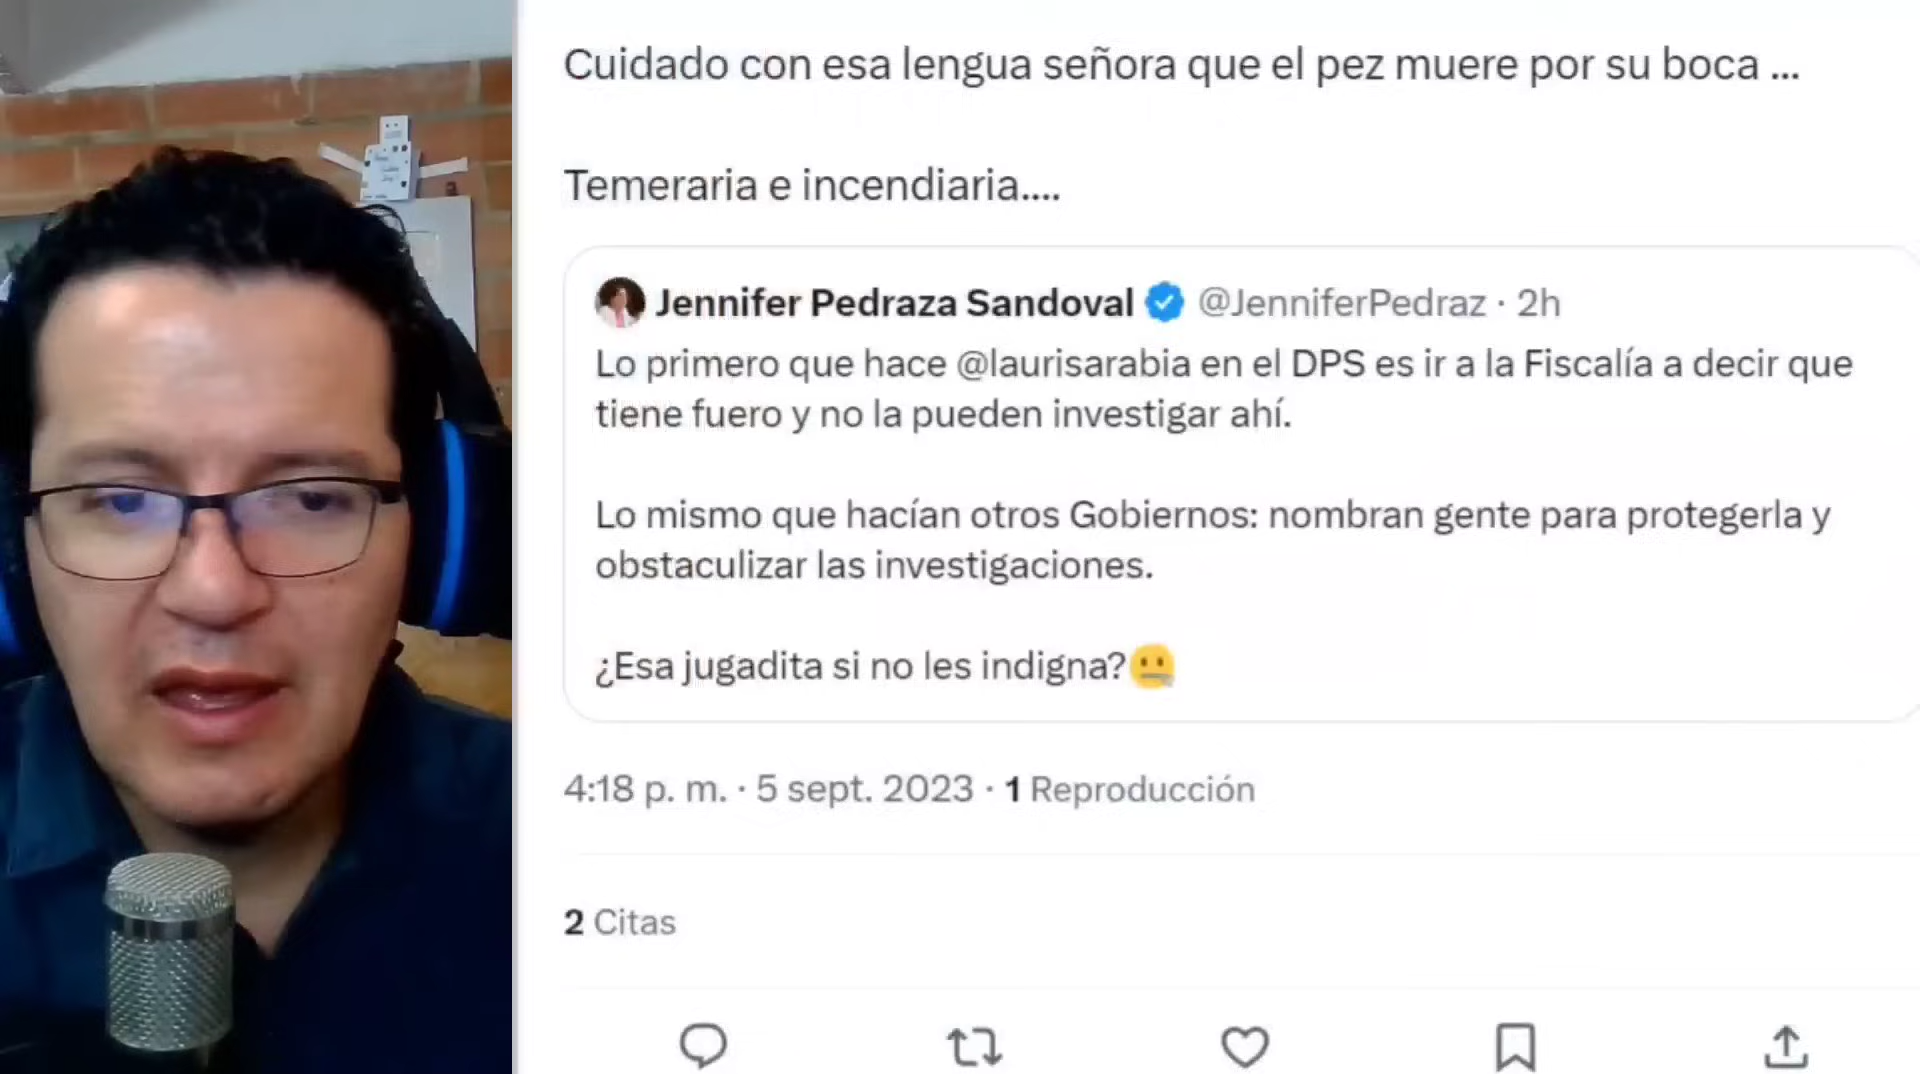 Cuidado con esa lengua señora que el pez muere por su boca ...
Temeraria e incendiaria....
Jennifer Pedraza Sandoval @JenniferPedraz · 2h
Lo primero que hace @laurisarabia en el DPS es ir a la Fiscalía a decir que
tiene fuero y no la pueden investigar ahí.
Lo mismo que hacían otros Gobiernos: nombran gente para protegerla y
obstaculizar las investigaciones.
¿Esa jugadita si no les indigna?🤐
4:18 p. m. · 5 sept. 2023 · 1 Reproducción
2 Citas